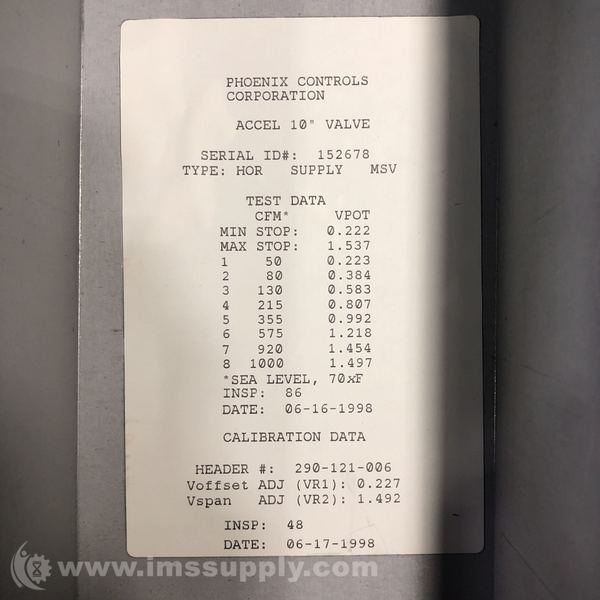 PHOENIX CONTROLS
CORPORATION
ACCEL 10" VALVE
SERIAL ID#: 152678
TYPE: HOR SUPPLY MSV
TEST DATA
CFM* VPOT
MIN STOP: 0.222
MAX STOP: 1.537
1 50 0.223
2 80 0.384
3 130 0.583
4 215 0.807
5 355 0.992
6 575 1.218
7 920 1.454
8 1000 1.497
*SEA LEVEL, 70xF
INSP: 86
DATE: 06-16-1998
CALIBRATION DATA
HEADER #: 290-121-006
Voffset ADJ (VR1): 0.227
Vspan ADJ (VR2): 1.492
INSP: 48
DATE: 06-17-1998
www.imssupply.com